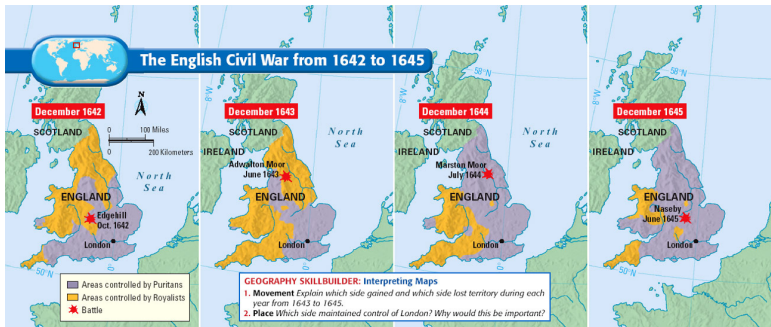 The English Civil War from 1642 to 1645
December 1642
SCOTLAND
N
0 100 Miles
0 200 Kilometers
North
Sea
ENGLAND
Edgehill
Oct. 1642
London
50°N
Areas controlled by Puritans
Areas controlled by Royalists
Battle
8°W
December 1643
SCOTLAND
IRELAND
North
Sea
Adwalton Moor
June 1643
ENGLAND
London
58°N
8°W
December 1644
SCOTLAND
IRELAND
North
Sea
Marston Moor
July 1644
ENGLAND
London
58°N
8°W
December 1645
SCOTLAND
IRELAND
ENGLAND
Naseby
June 1645
London
50°N
GEOGRAPHY SKILLBUILDER: Interpreting Maps
1. Movement Explain which side gained and which side lost territory during each
year from 1643 to 1645.
2. Place Which side maintained control of London? Why would this be important?